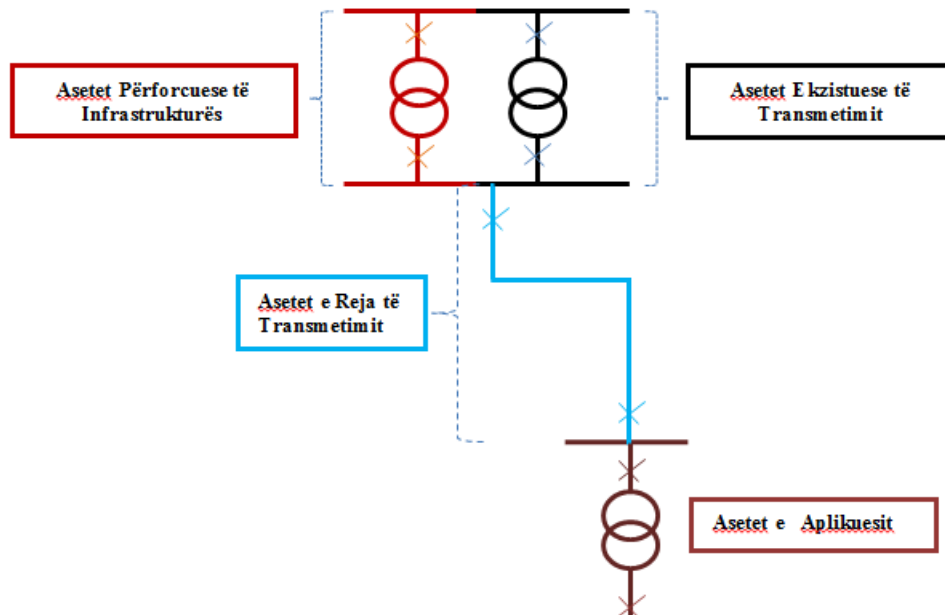 Asetet Përforcuese të
Infrastrukturës
Asetet Ekzistuese të
Transmetimit
Asetet e Reja të
Transmetimit
Asetet e Aplikuesit